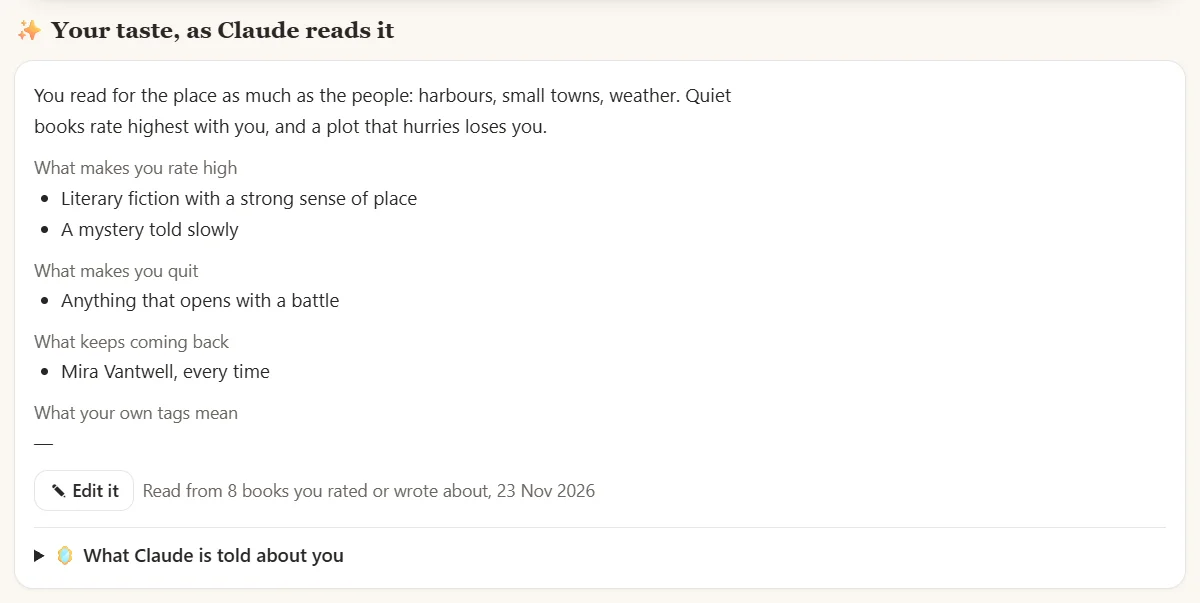 ✨ Your taste, as Claude reads it
You read for the place as much as the people: harbours, small towns, weather. Quiet
books rate highest with you, and a plot that hurries loses you.
What makes you rate high
• Literary fiction with a strong sense of place
• A mystery told slowly
What makes you quit
• Anything that opens with a battle
What keeps coming back
• Mira Vantwell, every time
What your own tags mean
—
✏ Edit it Read from 8 books you rated or wrote about, 23 Nov 2026
▶ 🪞 What Claude is told about you